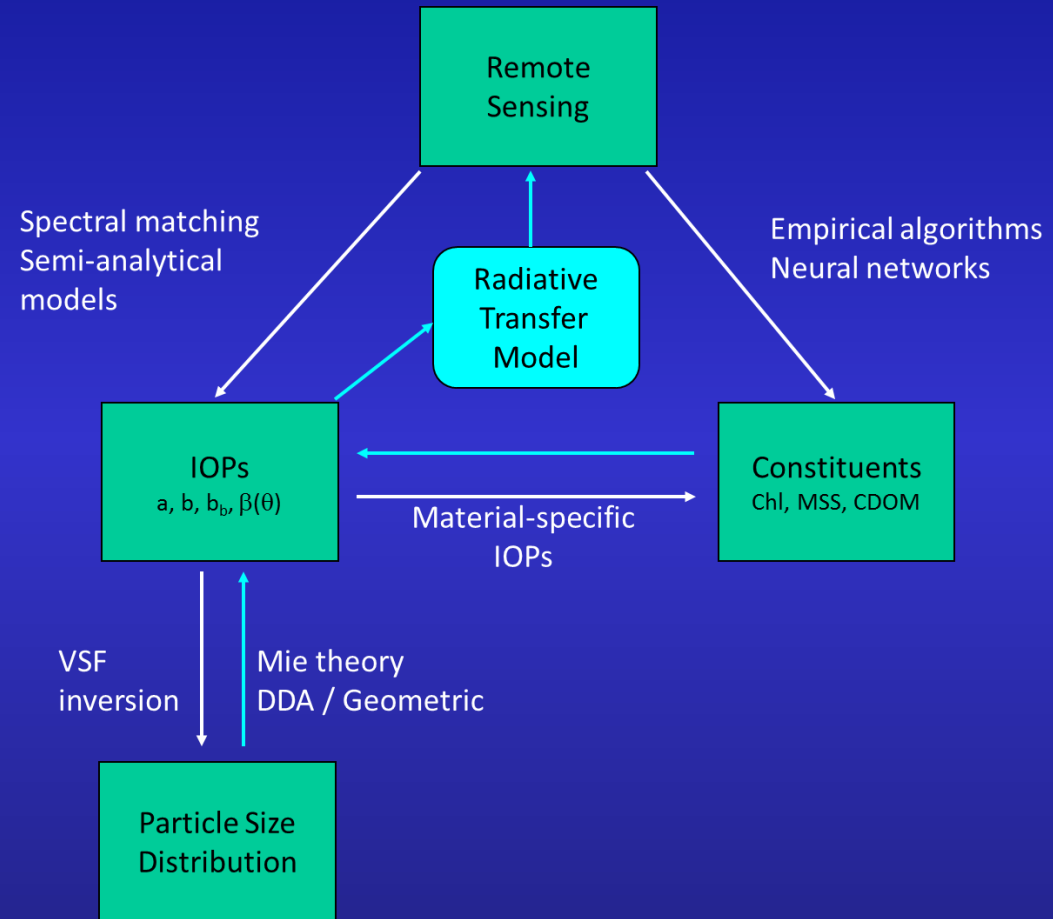 Remote
Sensing
Spectral matching
Semi-analytical
models
Empirical algorithms
Neural networks
Radiative
Transfer
Model
IOPs
a, b, b_b, β(θ)
Constituents
Chl, MSS, CDOM
Material-specific
IOPs
VSF
inversion
Mie theory
DDA / Geometric
Particle Size
Distribution